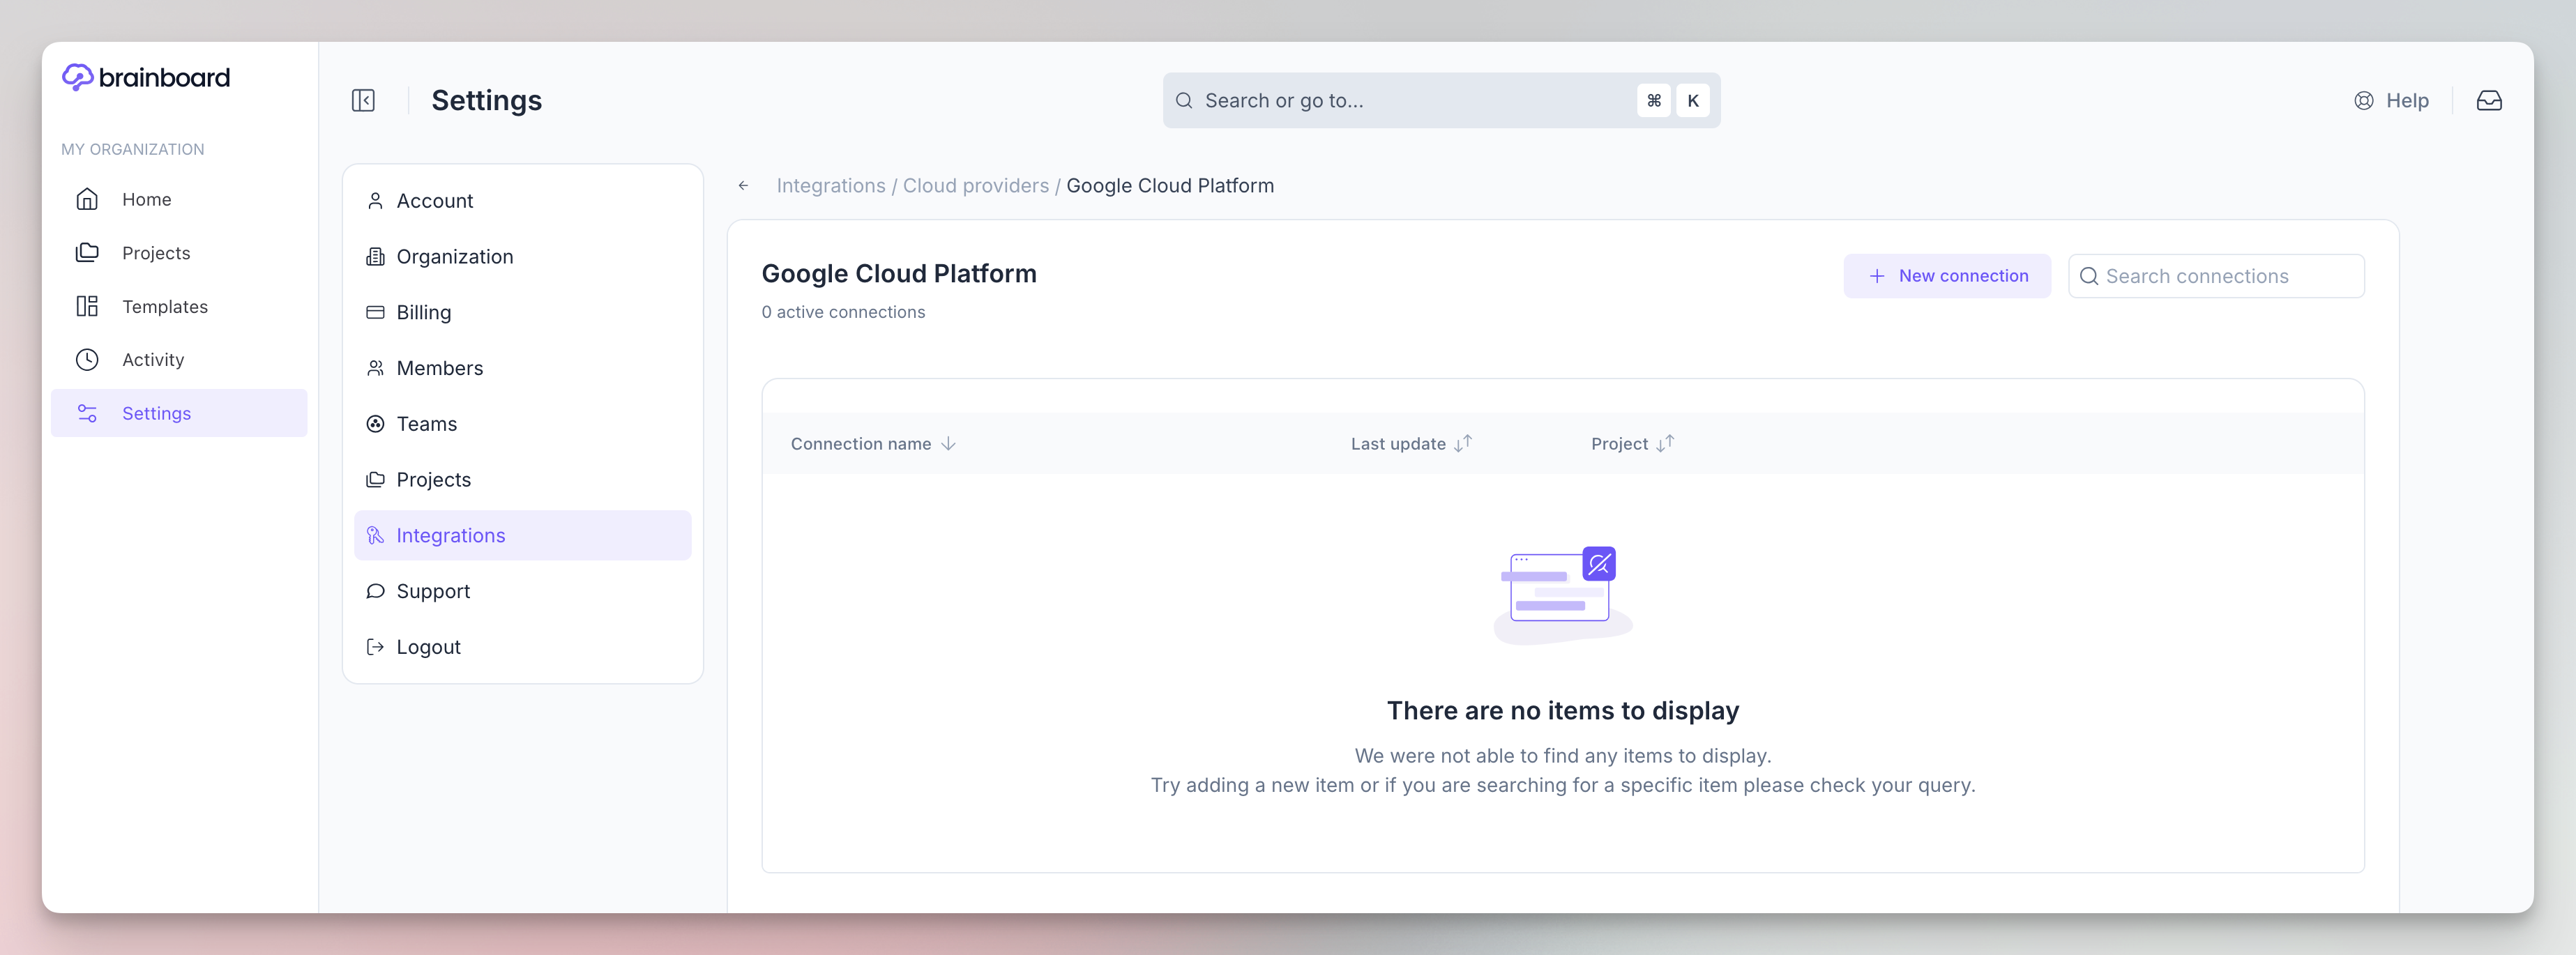 brainboard
MY ORGANIZATION
Home
Projects
Templates
Activity
Settings
Settings
Search or go to...
⌘ K
Help
Account
Organization
Billing
Members
Teams
Projects
Integrations
Support
Logout
Integrations / Cloud providers / Google Cloud Platform
Google Cloud Platform
0 active connections
New connection
Search connections
Connection name
Last update
Project
There are no items to display
We were not able to find any items to display.
Try adding a new item or if you are searching for a specific item please check your query.